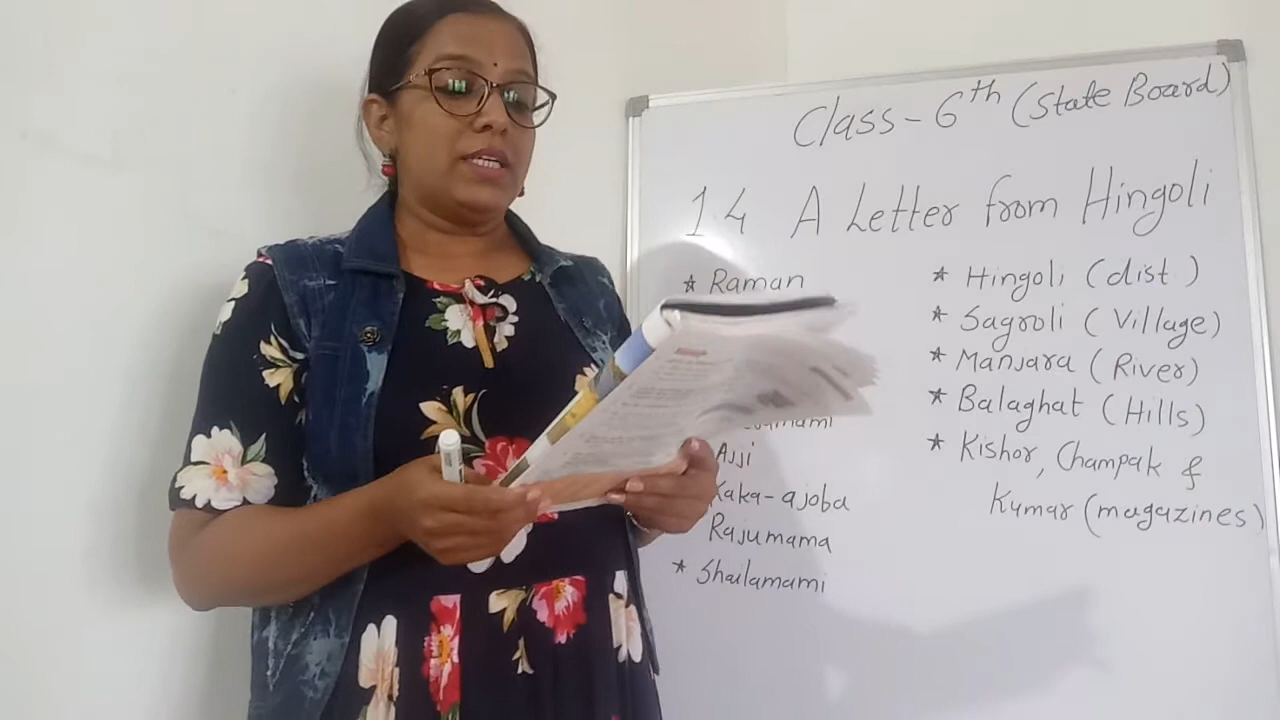 Class - 6th (State Board)
14 A Letter from Hingoli
* Raman
Ajji
Kaka-ajoba
Rajumama
* Shailamami
* Hingoli (dist )
* Sagroli (Village)
* Manjara (River)
* Balaghat (Hills)
* Kishor, Champak &
Kumar (magazines)